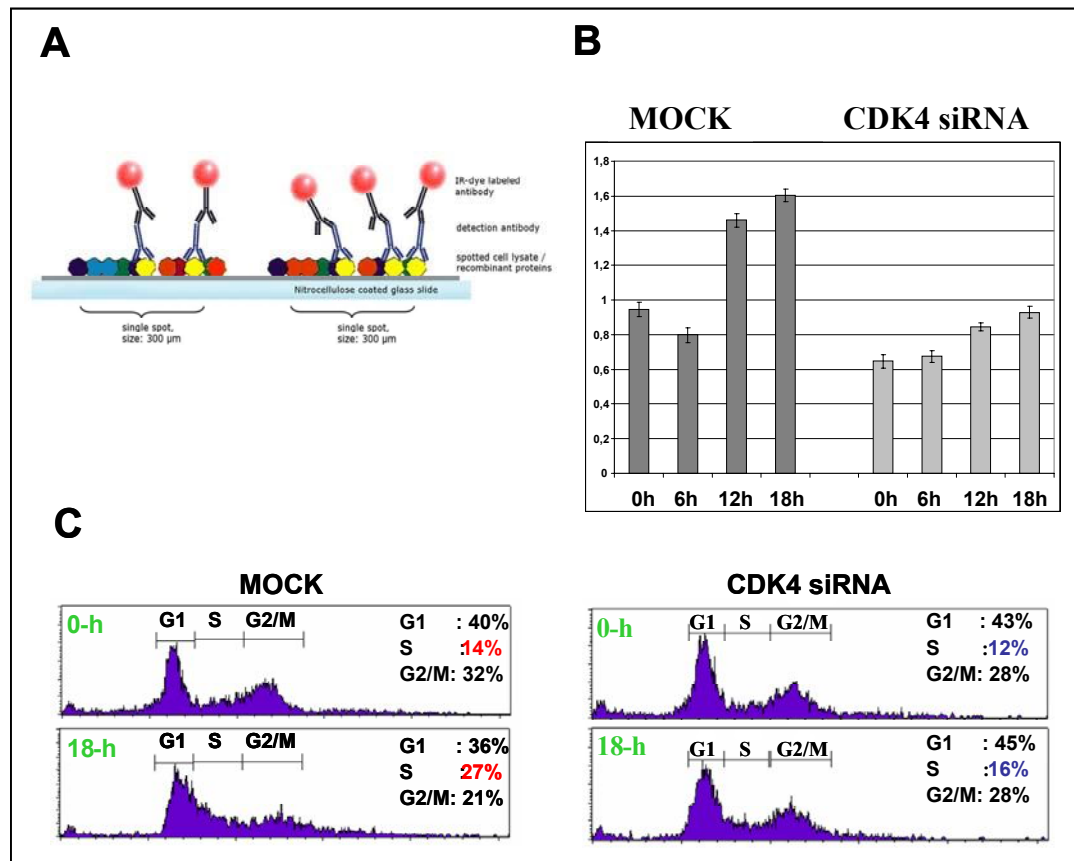 A
IR-dye labeled
antibody
detection antibody
spotted cell lysate /
recombinant proteins
Nitrocellulose coated glass slide
single spot,
size: 300 µm
single spot,
size: 300 µm
B
MOCK CDK4 siRNA
1,8
1,6
1,4
1,2
1
0,8
0,6
0,4
0,2
0
0h 6h 12h 18h 0h 6h 12h 18h
C
MOCK
0-h
G1 S G2/M
G1 : 40%
S :14%
G2/M: 32%
18-h
G1 S G2/M
G1 : 36%
S 27%
G2/M: 21%
CDK4 siRNA
0-h
G1 S G2/M
G1 : 43%
S :12%
G2/M: 28%
18-h
G1 S G2/M
G1 : 45%
S :16%
G2/M: 28%